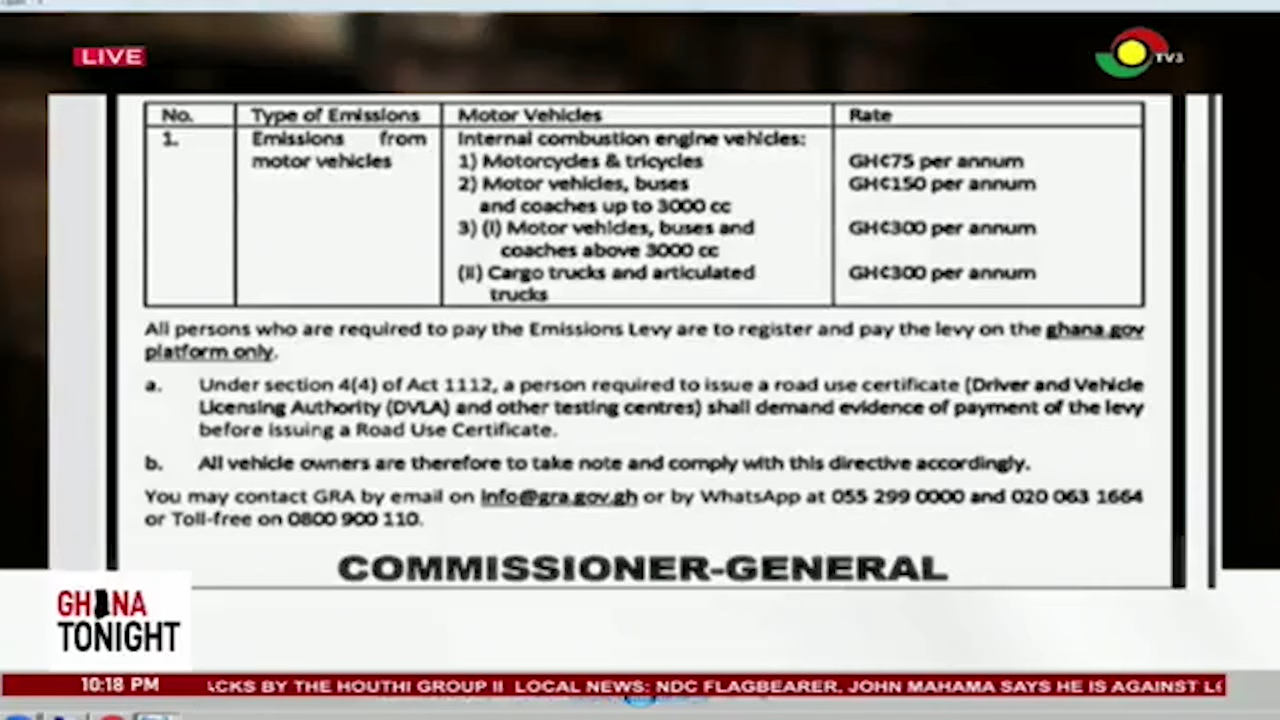 LIVE
TV3
No. Type of Emissions Motor Vehicles Rate
1. Emissions from Internal combustion engine vehicles:
motor vehicles 1) Motorcycles & tricycles GH¢75 per annum
2) Motor vehicles, buses GH¢150 per annum
and coaches up to 3000 cc
3) (i) Motor vehicles, buses and GH¢300 per annum
coaches above 3000 cc
(ii) Cargo trucks and articulated GH¢300 per annum
trucks
All persons who are required to pay the Emissions Levy are to register and pay the levy on the ghana.gov
platform only.
a. Under section 4(4) of Act 1112, a person required to issue a road use certificate (Driver and Vehicle
Licensing Authority (DVLA) and other testing centres) shall demand evidence of payment of the levy
before issuing a Road Use Certificate.
b. All vehicle owners are therefore to take note and comply with this directive accordingly.
You may contact GRA by email on info@gra.gov.gh or by WhatsApp at 055 299 0000 and 020 063 1664
or Toll-free on 0800 900 110.
COMMISSIONER-GENERAL
GHANA
TONIGHT
10:18 PM ACKS BY THE HOUTHI GROUP II LOCAL NEWS: NDC FLAGBEARER, JOHN MAHAMA SAYS HE IS AGAINST